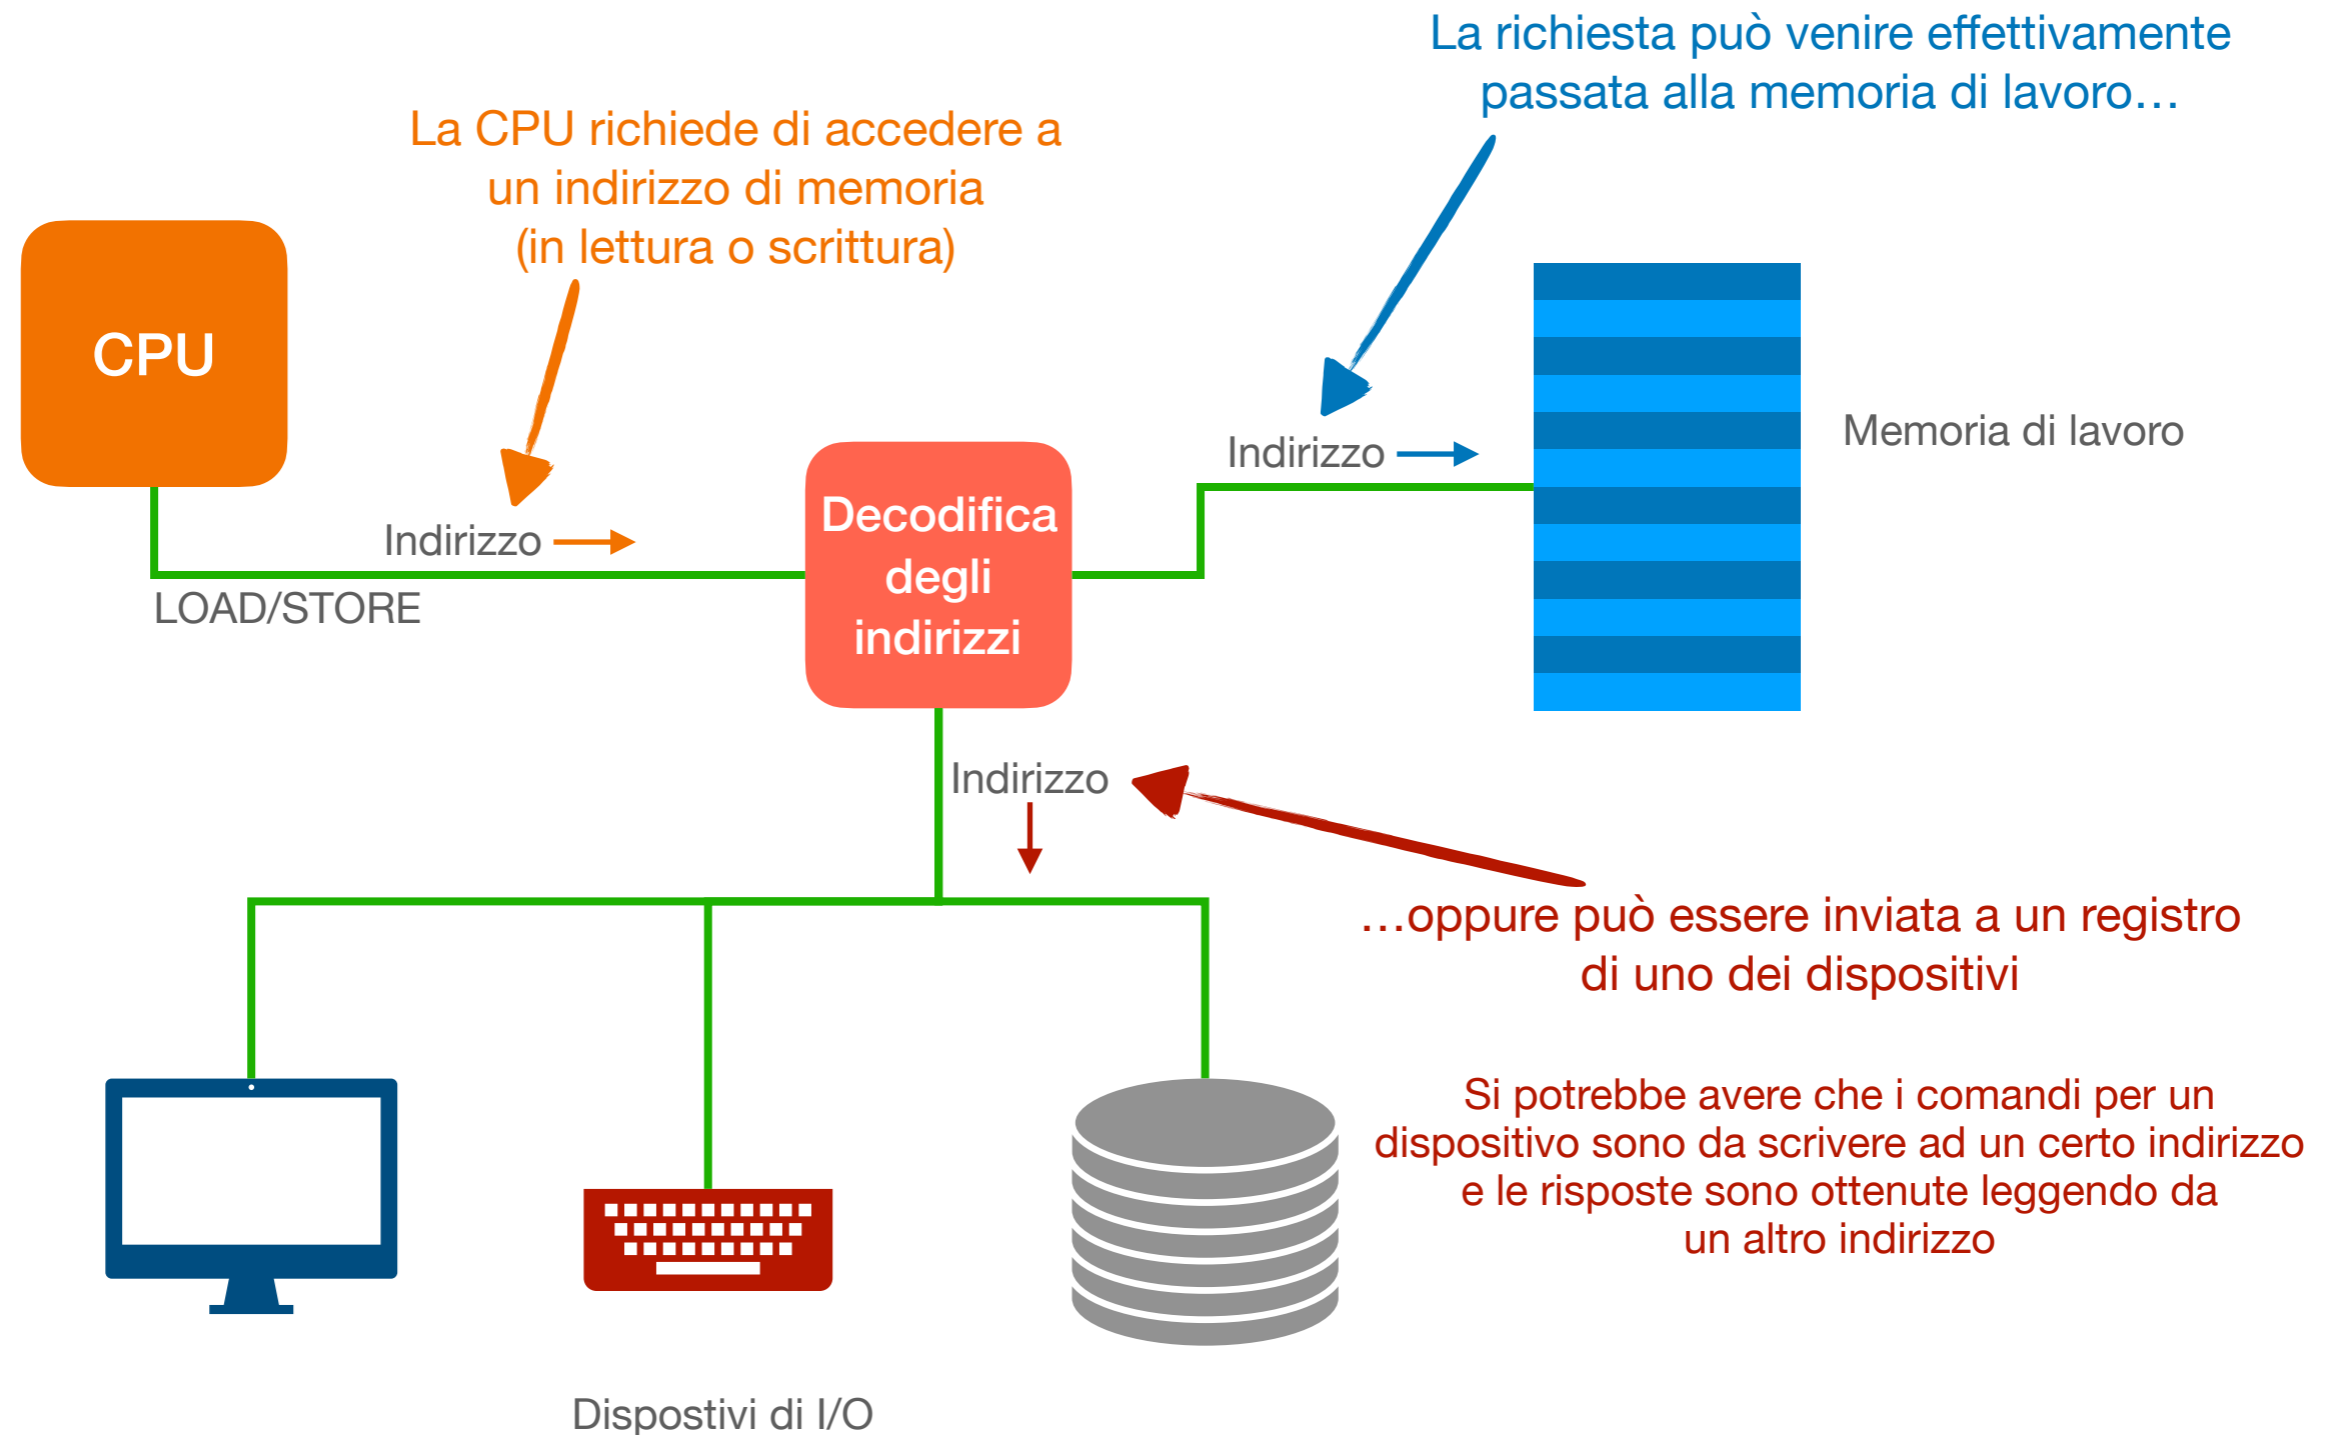 La richiesta può venire effettivamente
passata alla memoria di lavoro…
La CPU richiede di accedere a
un indirizzo di memoria
(in lettura o scrittura)
CPU
Indirizzo
Memoria di lavoro
Indirizzo
LOAD/STORE
Decodifica
degli
indirizzi
Indirizzo
…oppure può essere inviata a un registro
di uno dei dispositivi
Si potrebbe avere che i comandi per un
dispositivo sono da scrivere ad un certo indirizzo
e le risposte sono ottenute leggendo da
un altro indirizzo
Dispostivi di I/O